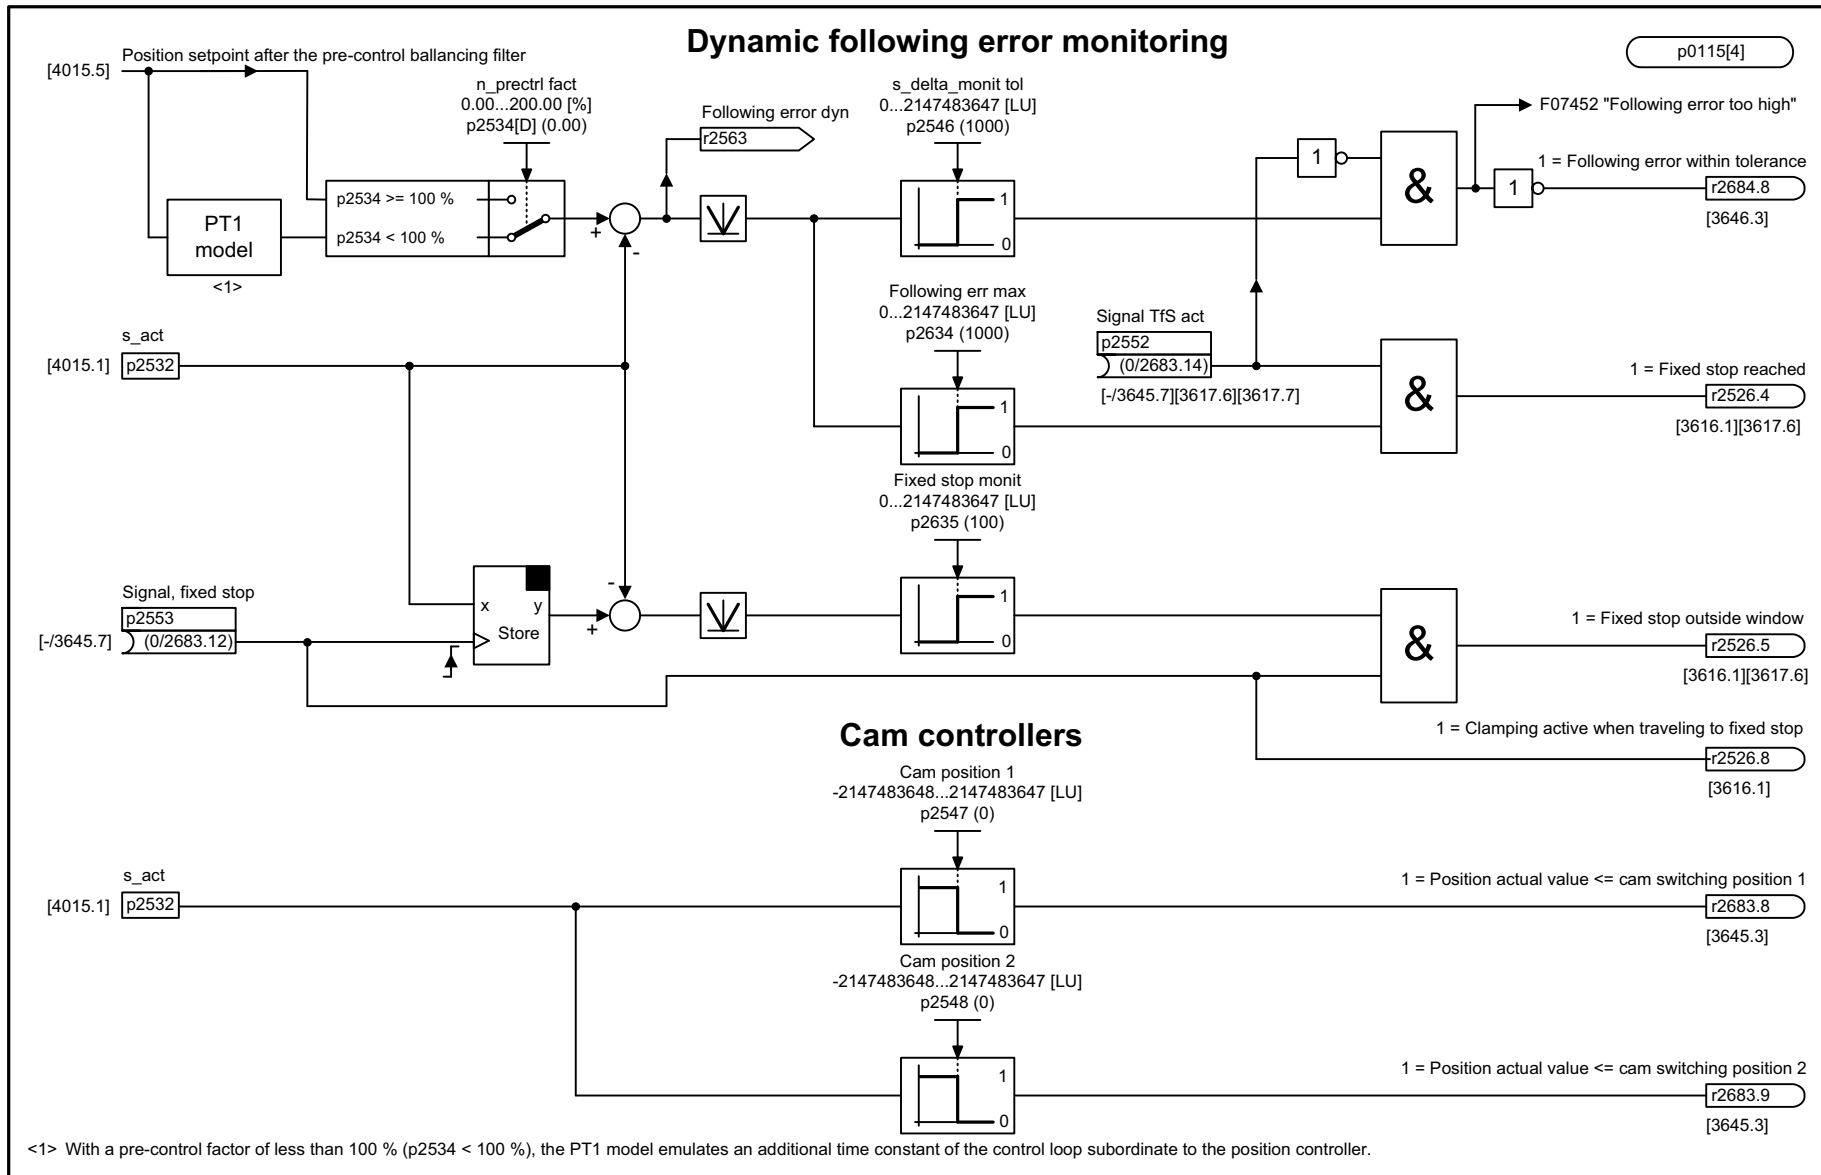 Dynamic following error monitoring
p0115[4]
Position setpoint after the pre-control ballancing filter
[4015.5]
n_prectrl fact
0.00...200.00 [%]
p2534[D] (0.00)
Following error dyn
r2563
s_delta_monit tol
0...2147483647 [LU]
p2546 (1000)
F07452 "Following error too high"
1
&
1 = Following error within tolerance
1
r2684.8
[3646.3]
p2534 >= 100 %
p2534 < 100 %
PT1
model
<1>
+
-
1
0
Following err max
0...2147483647 [LU]
p2634 (1000)
Signal TfS act
p2552
(0/2683.14)
[-/3645.7][3617.6][3617.7]
s_act
[4015.1]
p2532
1
0
&
1 = Fixed stop reached
r2526.4
[3616.1][3617.6]
Fixed stop monit
0...2147483647 [LU]
p2635 (100)
Signal, fixed stop
p2553
[-/3645.7]
(0/2683.12)
x
y
Store
-
+
1
0
&
1 = Fixed stop outside window
r2526.5
[3616.1][3617.6]
1 = Clamping active when traveling to fixed stop
r2526.8
[3616.1]
Cam controllers
Cam position 1
-2147483648...2147483647 [LU]
p2547 (0)
s_act
[4015.1]
p2532
1
0
1 = Position actual value <= cam switching position 1
r2683.8
[3645.3]
Cam position 2
-2147483648...2147483647 [LU]
p2548 (0)
1
0
1 = Position actual value <= cam switching position 2
r2683.9
[3645.3]
<1> With a pre-control factor of less than 100 % (p2534 < 100 %), the PT1 model emulates an additional time constant of the control loop subordinate to the position controller.